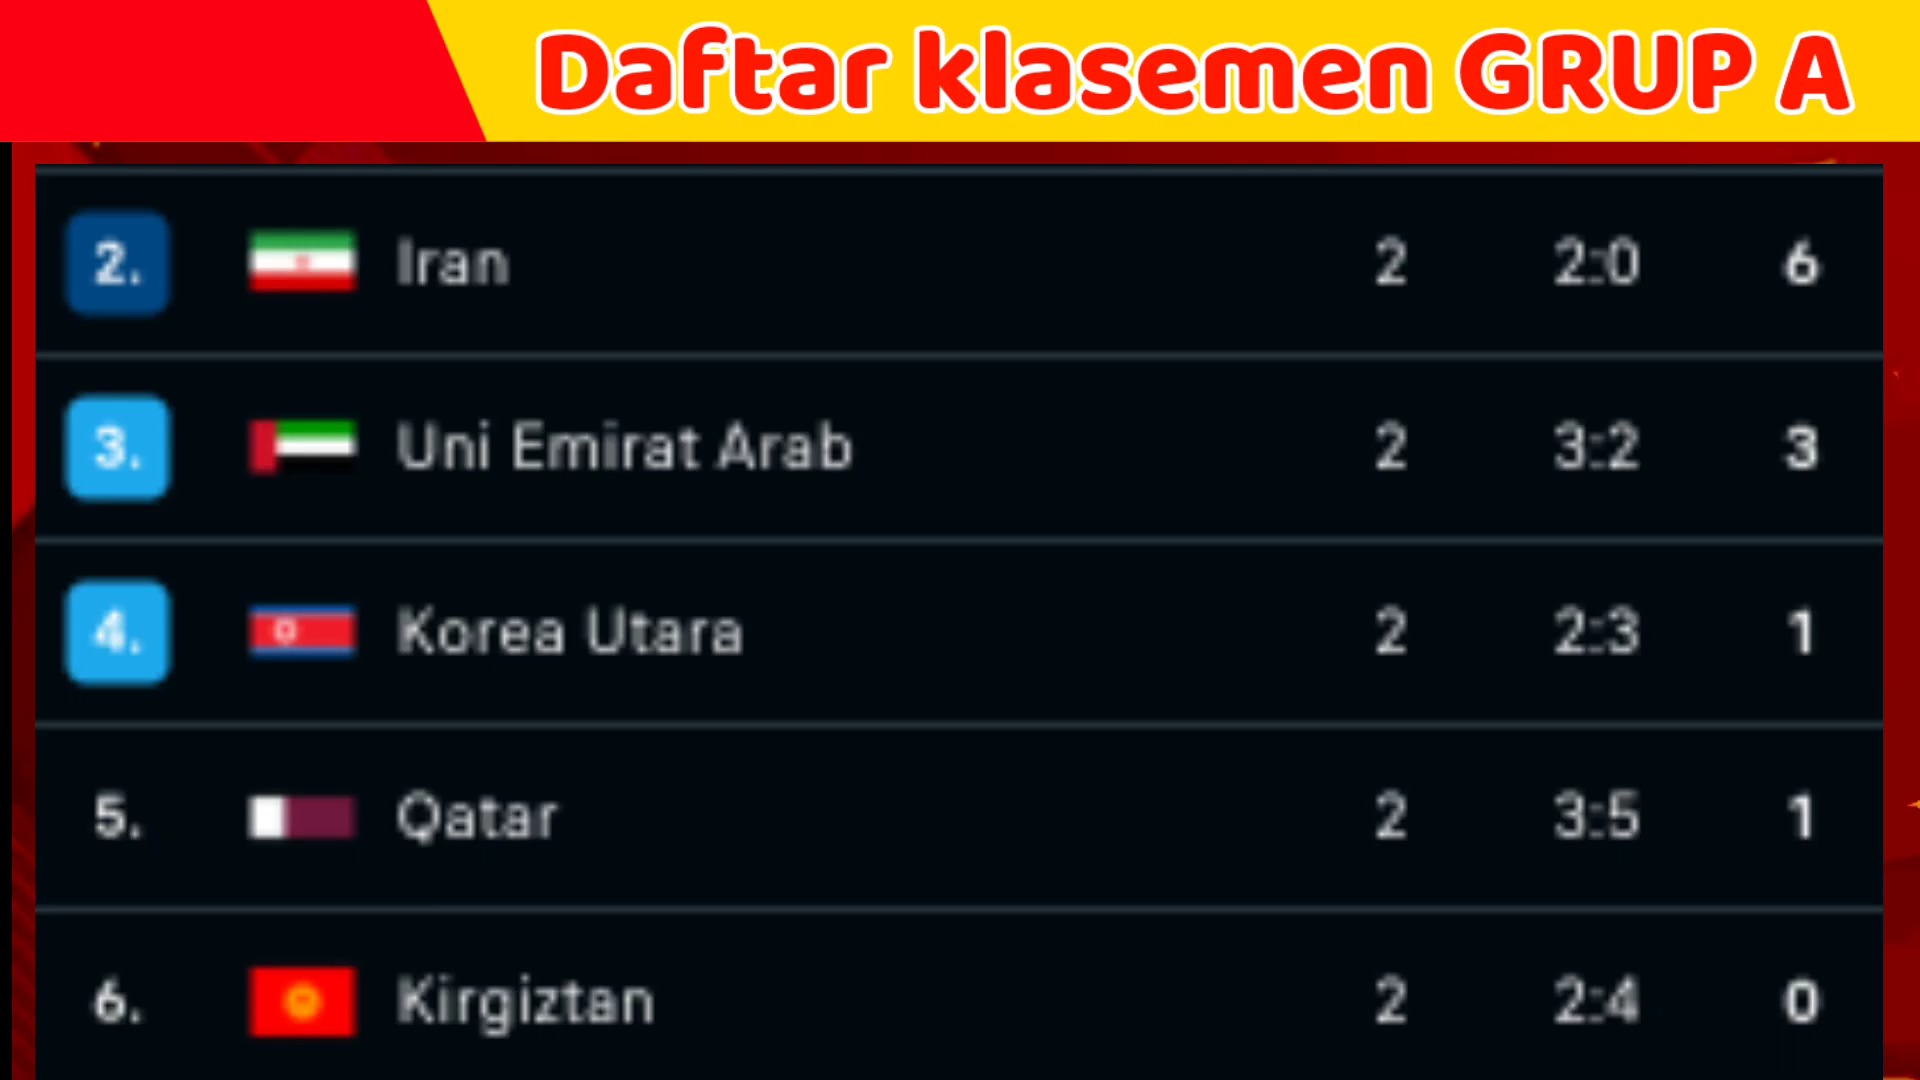 Daftar klasemen GRUP A
2. Iran 2 2:0 6
3. Uni Emirat Arab 2 3:2 3
4. Korea Utara 2 2:3 1
5. Qatar 2 3:5 1
6. Kirgiztan 2 2:4 0